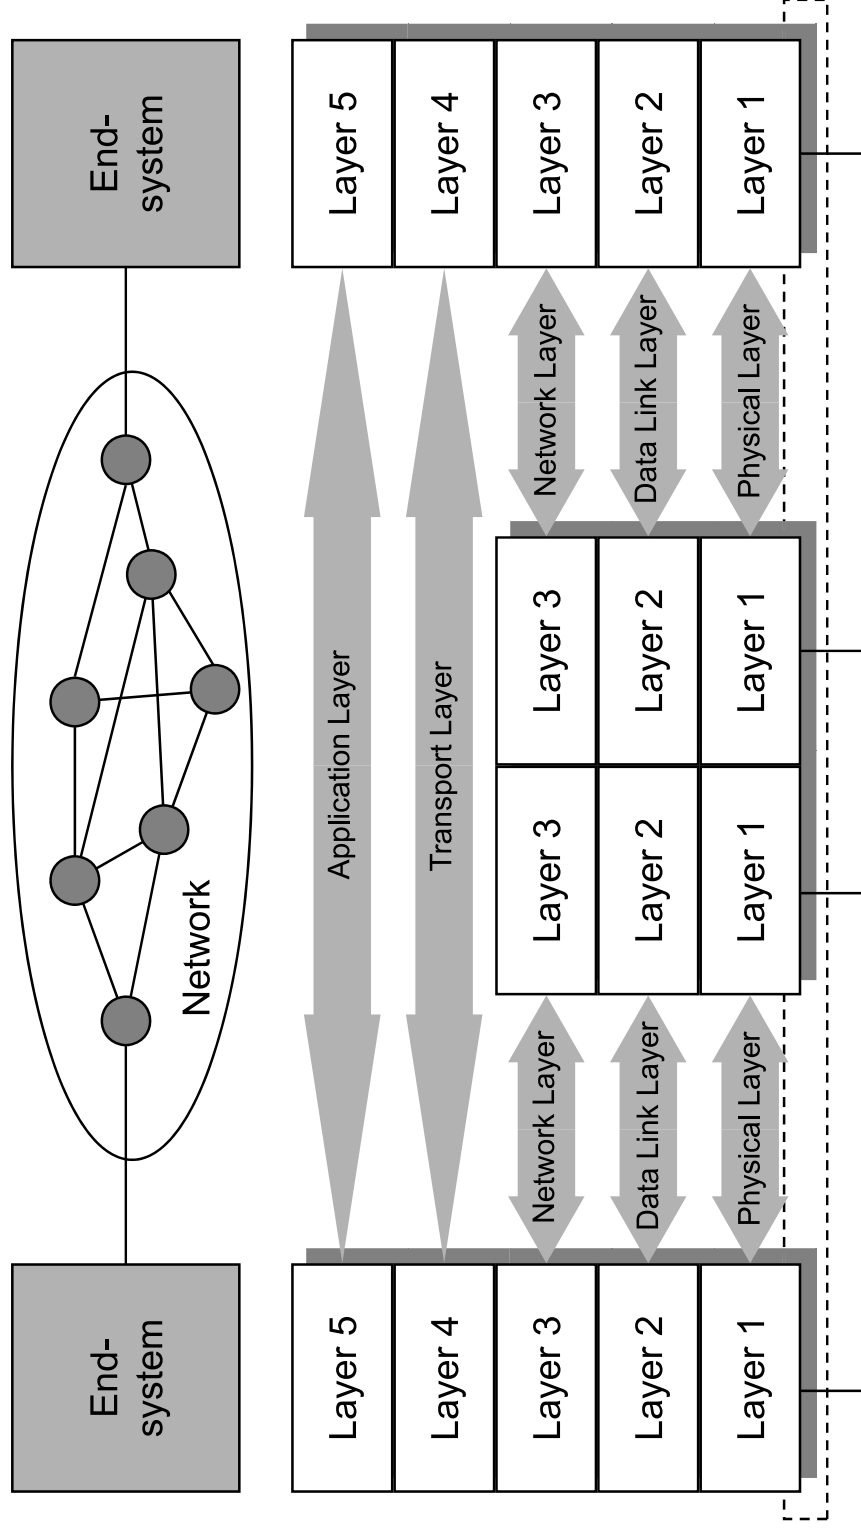 End-
system
Network
End-
system
Layer 5
Application Layer
Layer 5
Layer 4
Transport Layer
Layer 4
Layer 3
Network Layer
Layer 3
Layer 3
Network Layer
Layer 3
Layer 2
Data Link Layer
Layer 2
Layer 2
Data Link Layer
Layer 2
Layer 1
Physical Layer
Layer 1
Layer 1
Physical Layer
Layer 1